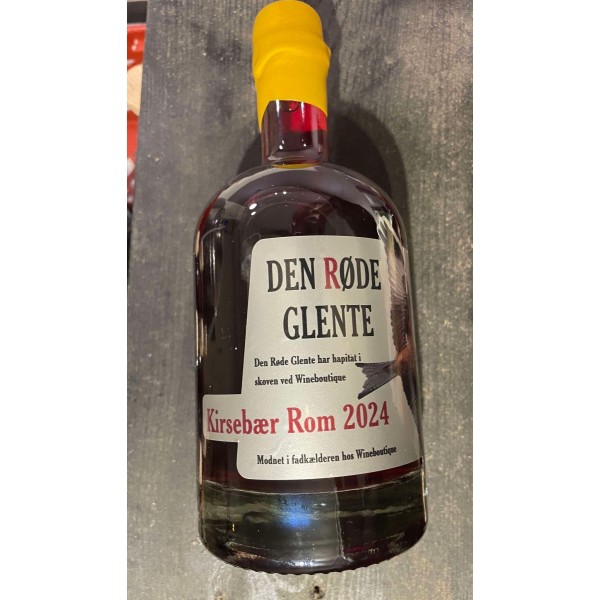 DEN RØDE
GLENTE
Den Røde Glente har hapitat i
skoven ved Wineboutique
Kirsebær Rom 2024
Modnet i fadkælderen hos Wineboutique